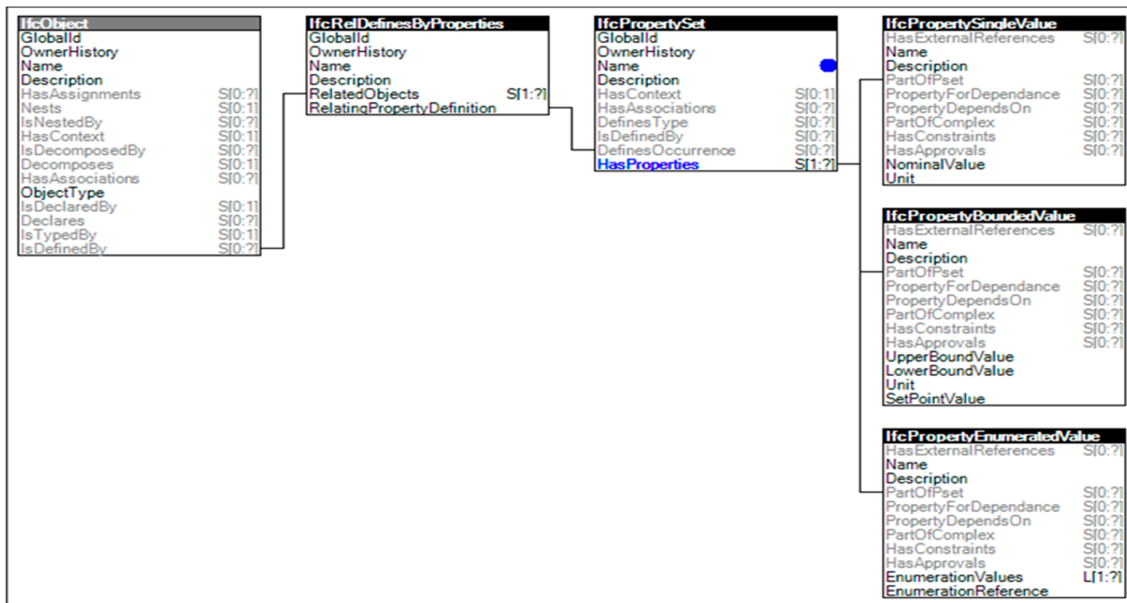 IfcObject
GlobalId
OwnerHistory
Name
Description
HasAssignments S[0:?]
Nests S[0:1]
IsNestedBy S[0:?]
HasContext S[0:1]
IsDecomposedBy S[0:?]
Decomposes S[0:1]
HasAssociations S[0:?]
ObjectType
IsDeclaredBy S[0:1]
Declares S[0:?]
IsTypedBy S[0:1]
IsDefinedBy S[0:?]
IfcRelDefinesByProperties
GlobalId
OwnerHistory
Name
Description
RelatedObjects S[1:?]
RelatingPropertyDefinition
IfcPropertySet
GlobalId
OwnerHistory
Name
Description
HasContext S[0:1]
HasAssociations S[0:?]
DefinesType S[0:?]
IsDefinedBy S[0:?]
DefinesOccurrence S[0:?]
HasProperties S[1:?]
IfcPropertySingleValue
HasExternalReferences S[0:?]
Name
Description
PartOfPset S[0:?]
PropertyForDependance S[0:?]
PropertyDependsOn S[0:?]
PartOfComplex S[0:?]
HasConstraints S[0:?]
HasApprovals S[0:?]
NominalValue
Unit
IfcPropertyBoundedValue
HasExternalReferences S[0:?]
Name
Description
PartOfPset S[0:?]
PropertyForDependance S[0:?]
PropertyDependsOn S[0:?]
PartOfComplex S[0:?]
HasConstraints S[0:?]
HasApprovals S[0:?]
UpperBoundValue
LowerBoundValue
Unit
SetPointValue
IfcPropertyEnumeratedValue
HasExternalReferences S[0:?]
Name
Description
PartOfPset S[0:?]
PropertyForDependance S[0:?]
PropertyDependsOn S[0:?]
PartOfComplex S[0:?]
HasConstraints S[0:?]
HasApprovals S[0:?]
EnumerationValues L[1:?]
EnumerationReference